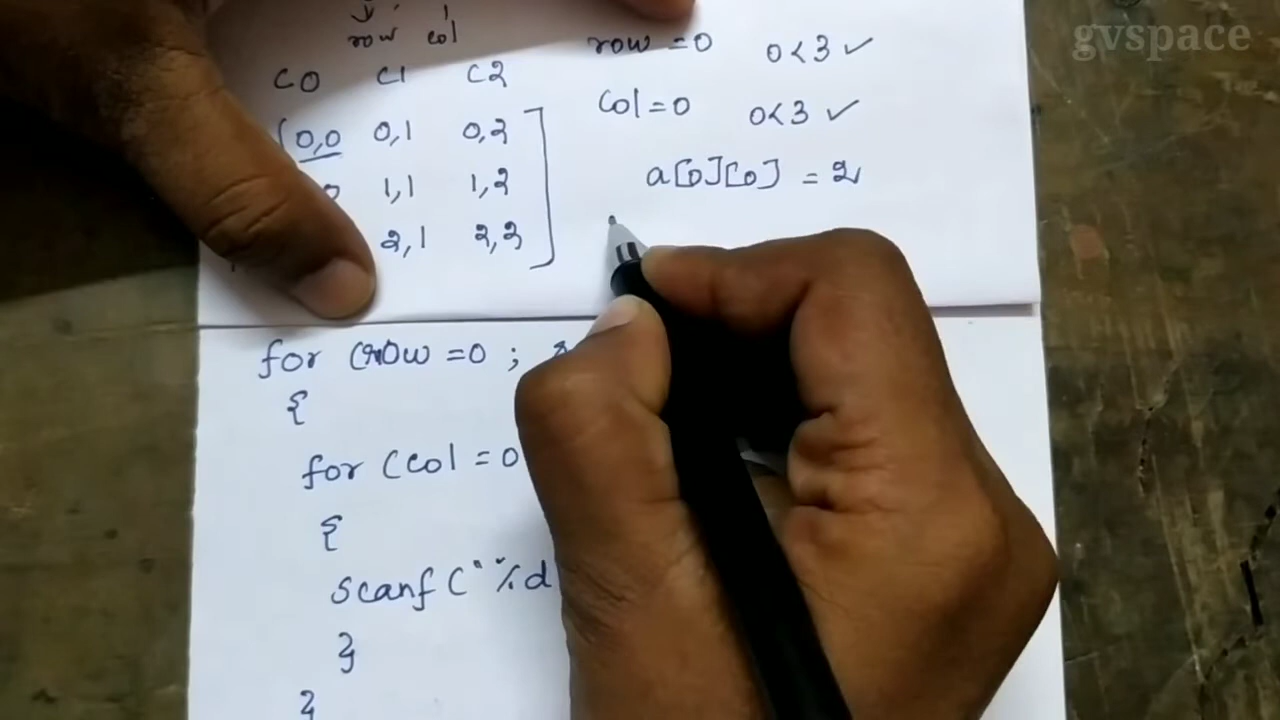 gvspace
row col
C0 C1 C2
0,0 0,1 0,2
1,1 1,2
2,1 2,2
row = 0 0<3 ✓
Col = 0 0<3 ✓
a[0][0] = 2
for (row = 0 ;
{
for (col = 0
{
scanf ("%d
}
}